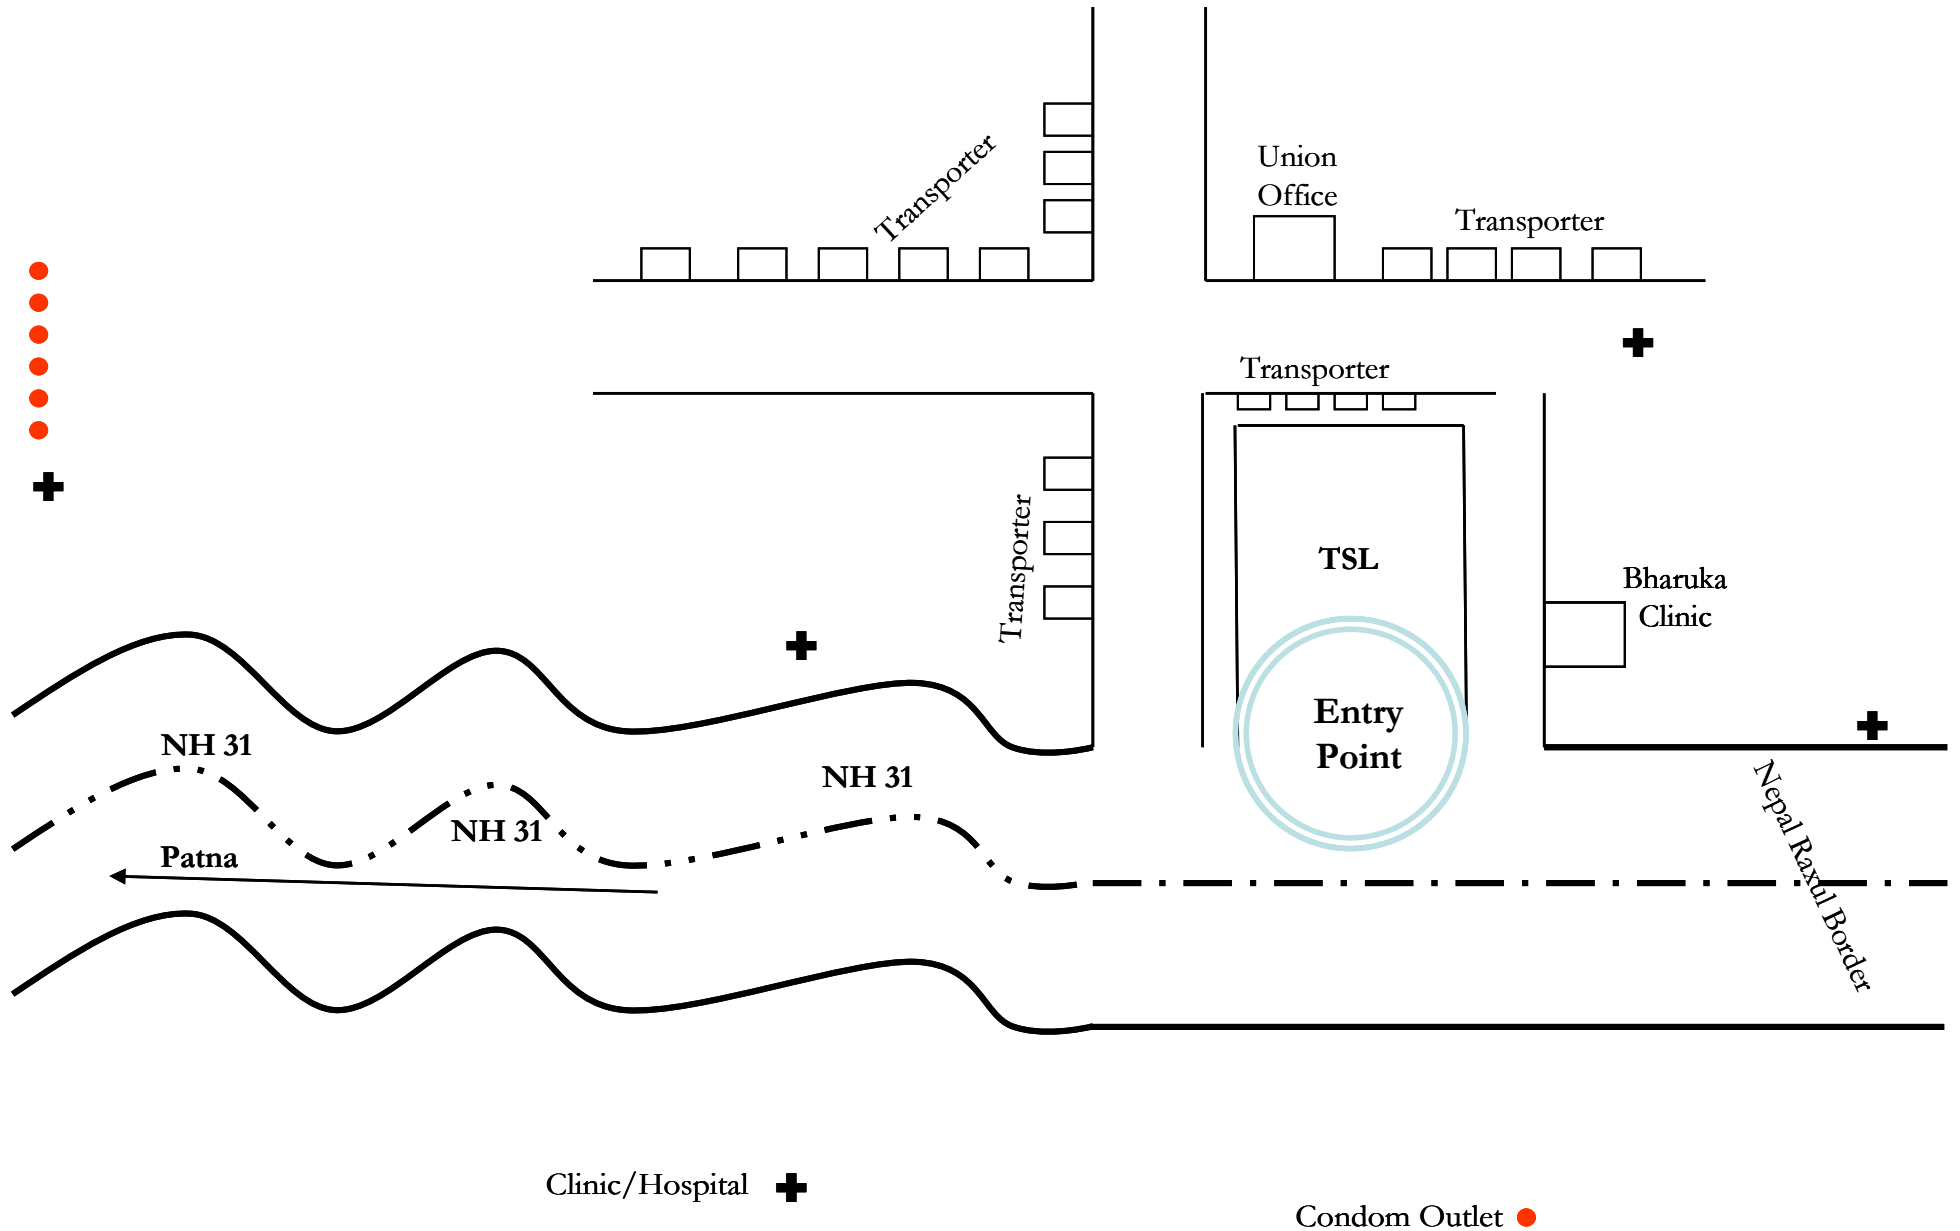 Transporter
Union
Office
Transporter
Transporter
Transporter
TSL
Bharuka
Clinic
Entry
Point
NH 31
NH 31
NH 31
Patna
Nepal Raxul Border
Clinic/Hospital
Condom Outlet